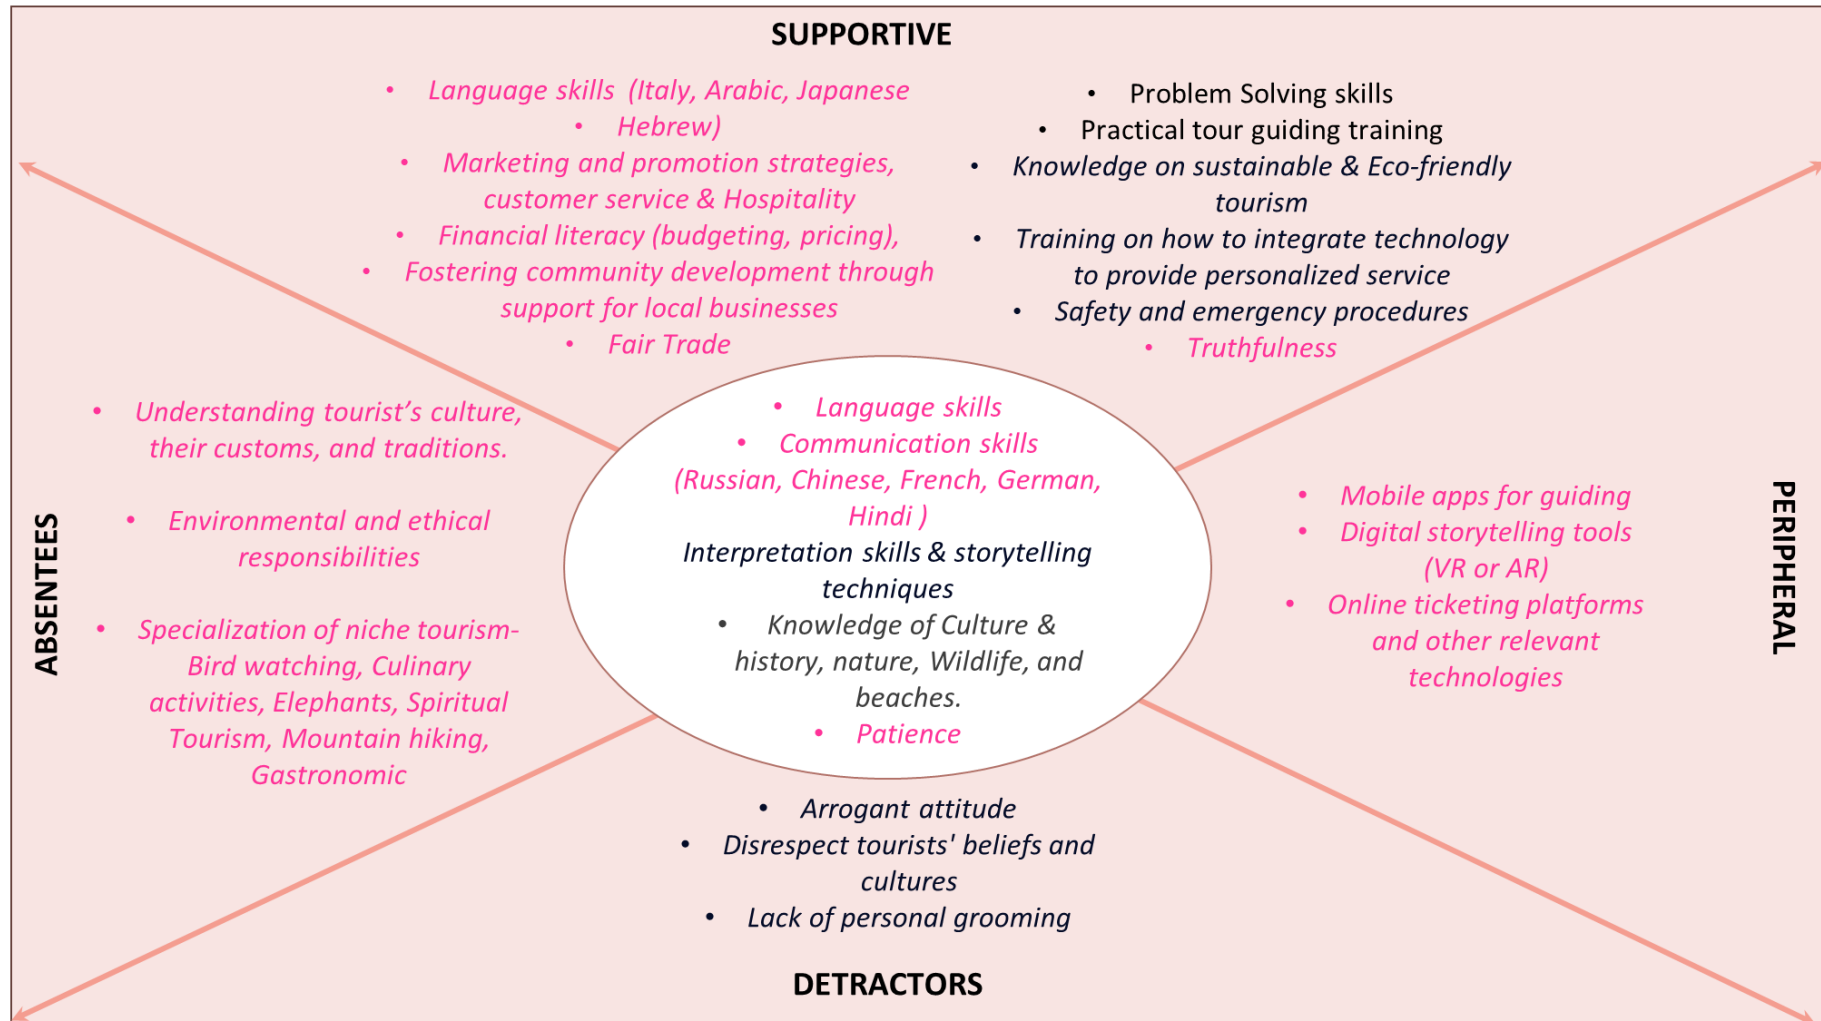 SUPPORTIVE
• Language skills (Italy, Arabic, Japanese
• Hebrew)
• Marketing and promotion strategies,
customer service & Hospitality
• Financial literacy (budgeting, pricing),
• Fostering community development through
support for local businesses
• Fair Trade
• Problem Solving skills
• Practical tour guiding training
• Knowledge on sustainable & Eco-friendly
tourism
• Training on how to integrate technology
to provide personalized service
• Safety and emergency procedures
• Truthfulness
ABSENTEES
• Understanding tourist’s culture,
their customs, and traditions.
• Environmental and ethical
responsibilities
• Specialization of niche tourism-
Bird watching, Culinary
activities, Elephants, Spiritual
Tourism, Mountain hiking,
Gastronomic
• Language skills
• Communication skills
(Russian, Chinese, French, German,
Hindi )
Interpretation skills & storytelling
techniques
• Knowledge of Culture &
history, nature, Wildlife, and
beaches.
• Patience
• Mobile apps for guiding
• Digital storytelling tools
(VR or AR)
• Online ticketing platforms
and other relevant
technologies
PERIPHERAL
• Arrogant attitude
• Disrespect tourists' beliefs and
cultures
• Lack of personal grooming
DETRACTORS